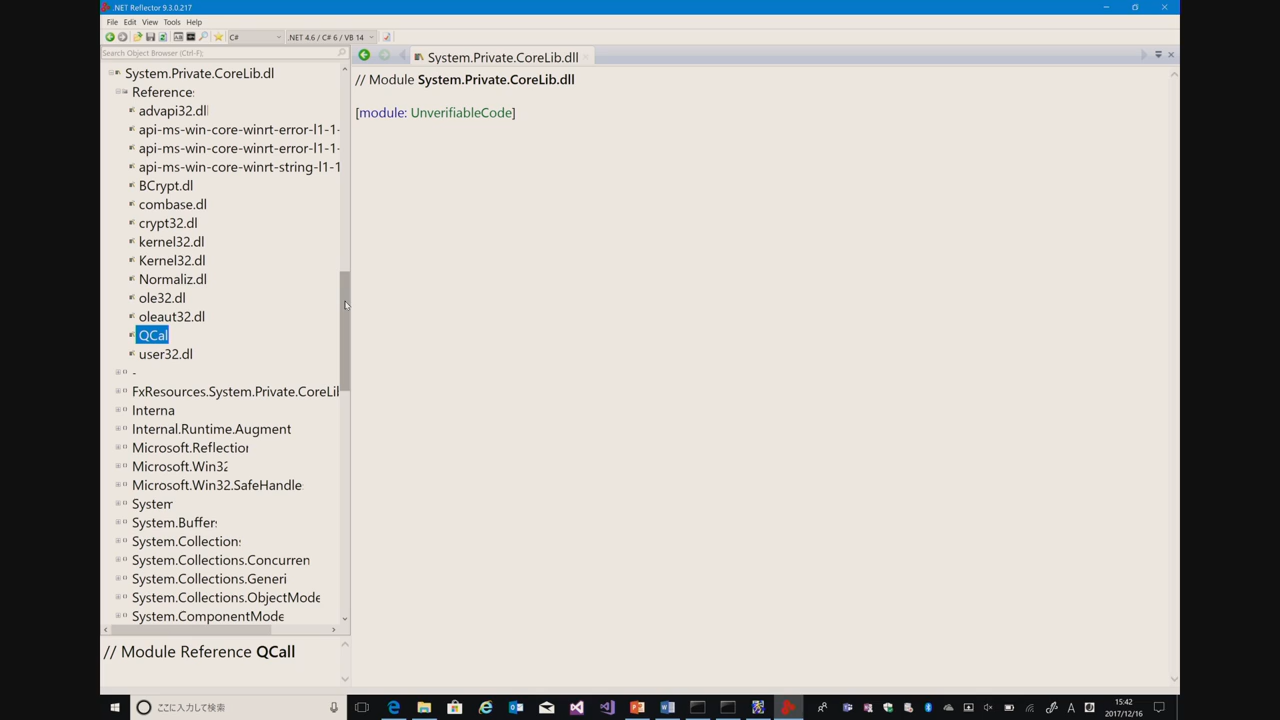 .NET Reflector 9.3.0.217
File Edit View Tools Help
C# .NET 4.6 / C# 6 / VB 14
Search Object Browser (Ctrl-F):
System.Private.CoreLib.dll
System.Private.CoreLib.dl
// Module System.Private.CoreLib.dll
Reference
advapi32.dl
[module: UnverifiableCode]
api-ms-win-core-winrt-error-l1-1-
api-ms-win-core-winrt-error-l1-1-
api-ms-win-core-winrt-string-l1-1
BCrypt.dl
combase.dl
crypt32.dl
kernel32.dl
Kernel32.dl
Normaliz.dl
ole32.dl
oleaut32.dl
QCal
user32.dl
-
FxResources.System.Private.CoreLib
Interna
Internal.Runtime.Augment
Microsoft.Reflection
Microsoft.Win32
Microsoft.Win32.SafeHandle
System
System.Buffer
System.Collection
System.Collections.Concurren
System.Collections.Generi
System.Collections.ObjectMode
System.ComponentMode
// Module Reference QCall
ここに入力して検索
A
15:42
2017/12/16